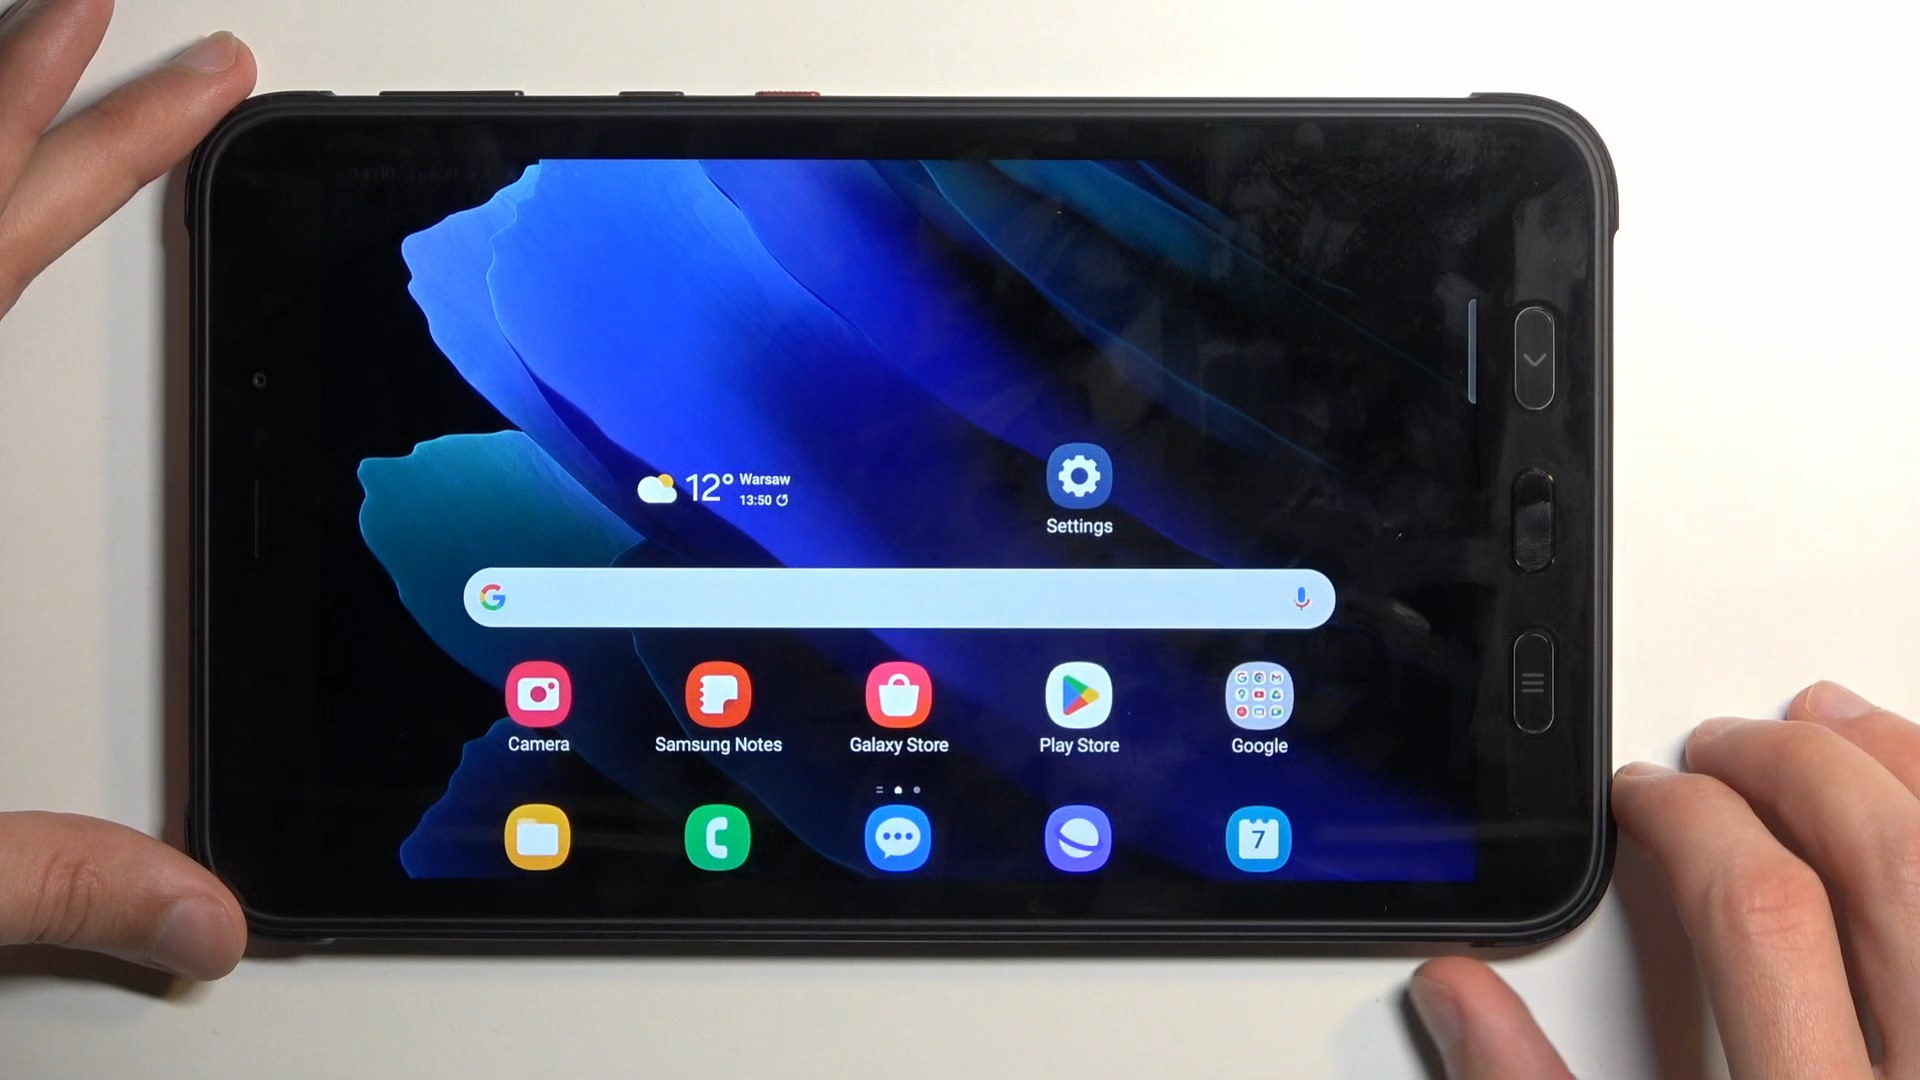 12° Warsaw
13:50
Settings
G
Camera Samsung Notes Galaxy Store Play Store Google
7